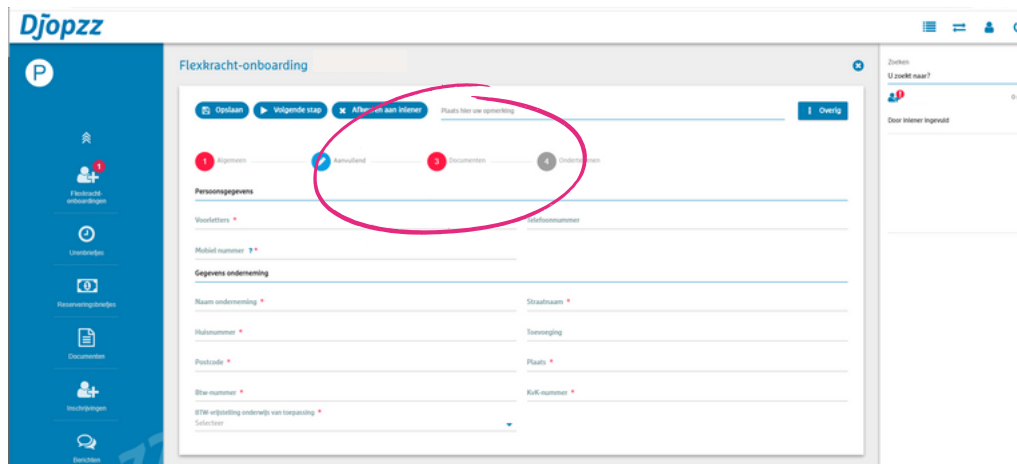 Djopzz
P
Flexkracht-onboarding
Zoeken
U zoekt naar?
Opslaan Volgende stap Afkeuren aan inlener Plaats hier uw opmerking Overig
Door inlener ingevuld
1 Algemeen Aanvullend 3 Documenten 4 Ondertekenen
1
Flexkracht-
onboardingen
Persoonsgegevens
Voorletters * Telefoonnummer
Mobiel nummer ? *
Urenbriefjes
Gegevens onderneming
Naam onderneming * Straatnaam *
Reserveringsbriefjes
Huisnummer * Toevoeging
Documenten
Postcode * Plaats *
Btw-nummer * KvK-nummer *
Inschrijvingen
BTW-vrijstelling onderwijs van toepassing *
Selecteer
Berichten